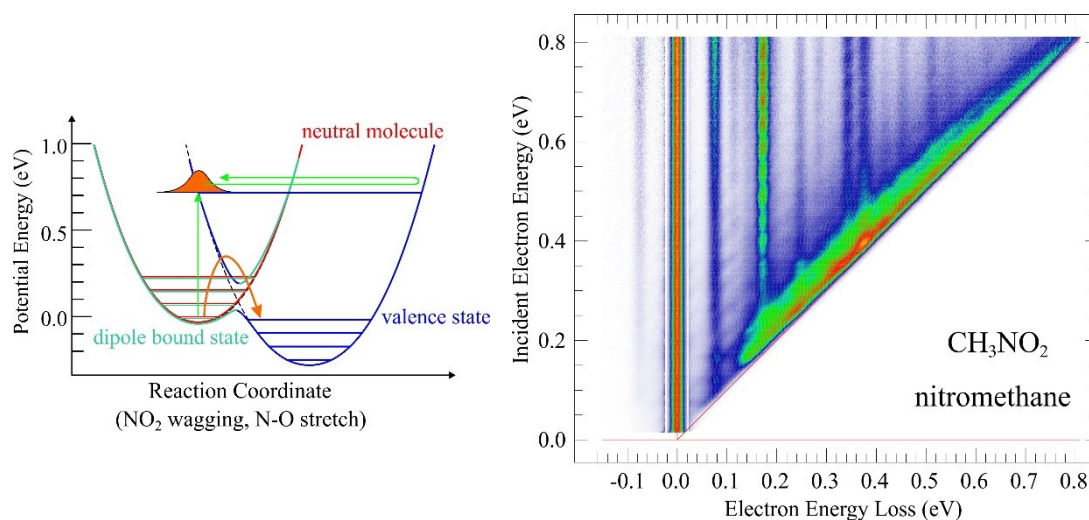 neutral molecule
1.0
0.5
0.0
Potential Energy (eV)
dipole bound state
valence state
Reaction Coordinate
(NO₂ wagging, N-O stretch)
0.8
0.6
0.4
0.2
0.0
Incident Electron Energy (eV)
CH₃NO₂
nitromethane
-0.1 0.0 0.1 0.2 0.3 0.4 0.5 0.6 0.7 0.8
Electron Energy Loss (eV)